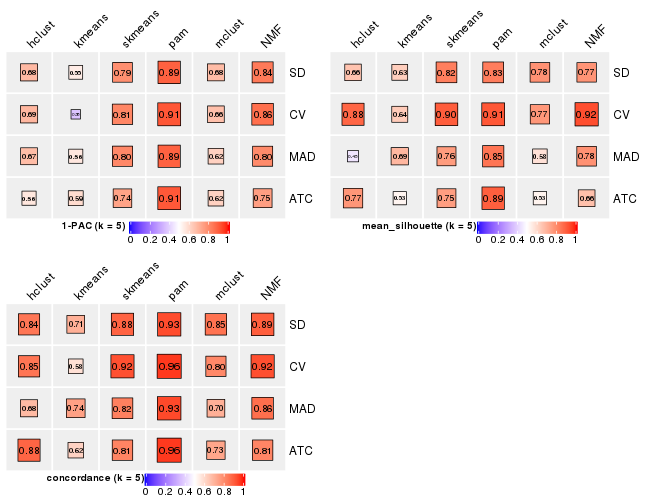 hclust kmeans skmeans pam mclust NMF
0.68 0.55 0.79 0.89 0.68 0.84 SD
0.69 0.81 0.91 0.66 0.86 CV
0.67 0.56 0.80 0.89 0.62 0.80 MAD
0.56 0.59 0.74 0.91 0.62 0.75 ATC
1-PAC (k = 5)
0 0.2 0.4 0.6 0.8 1
hclust kmeans skmeans pam mclust NMF
0.66 0.63 0.82 0.83 0.78 0.77 SD
0.88 0.64 0.90 0.91 0.77 0.92 CV
0.69 0.76 0.85 0.58 0.78 MAD
0.77 0.53 0.75 0.89 0.53 0.66 ATC
mean_silhouette (k = 5)
0 0.2 0.4 0.6 0.8 1
hclust kmeans skmeans pam mclust NMF
0.84 0.71 0.88 0.93 0.85 0.89 SD
0.85 0.58 0.92 0.96 0.80 0.92 CV
0.68 0.74 0.82 0.93 0.70 0.86 MAD
0.88 0.62 0.81 0.96 0.73 0.81 ATC
concordance (k = 5)
0 0.2 0.4 0.6 0.8 1